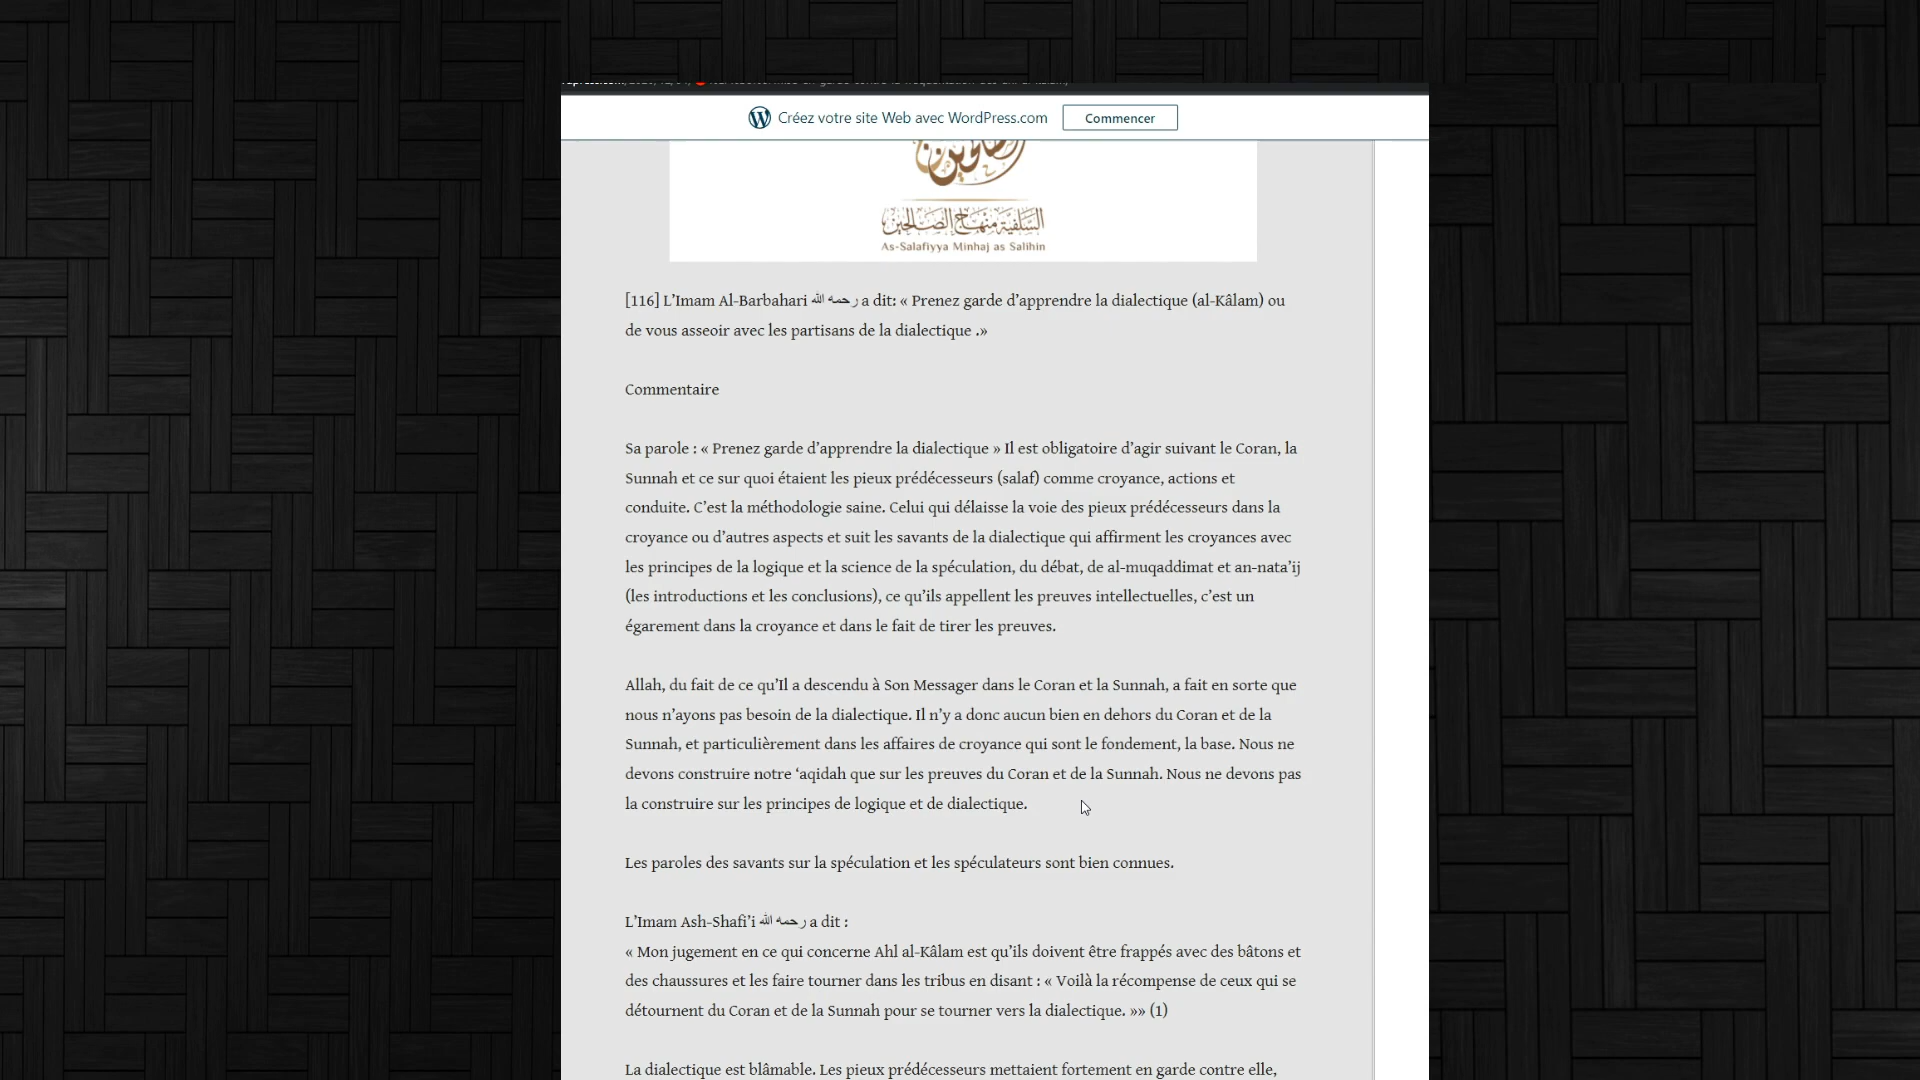 Créez votre site Web avec WordPress.com
Commencer
السلفية منهاج الصالحين
As-Salafiyya Minhaj as Salihin
[116] L’Imam Al-Barbahari رحمه الله a dit: « Prenez garde d’apprendre la dialectique (al-Kâlam) ou
de vous asseoir avec les partisans de la dialectique .»
Commentaire
Sa parole : « Prenez garde d’apprendre la dialectique » Il est obligatoire d’agir suivant le Coran, la
Sunnah et ce sur quoi étaient les pieux prédécesseurs (salaf) comme croyance, actions et
conduite. C’est la méthodologie saine. Celui qui délaisse la voie des pieux prédécesseurs dans la
croyance ou d’autres aspects et suit les savants de la dialectique qui affirment les croyances avec
les principes de la logique et la science de la spéculation, du débat, de al-muqaddimat et an-nata’ij
(les introductions et les conclusions), ce qu’ils appellent les preuves intellectuelles, c’est un
égarement dans la croyance et dans le fait de tirer les preuves.
Allah, du fait de ce qu’Il a descendu à Son Messager dans le Coran et la Sunnah, a fait en sorte que
nous n’ayons pas besoin de la dialectique. Il n’y a donc aucun bien en dehors du Coran et de la
Sunnah, et particulièrement dans les affaires de croyance qui sont le fondement, la base. Nous ne
devons construire notre ‘aqidah que sur les preuves du Coran et de la Sunnah. Nous ne devons pas
la construire sur les principes de logique et de dialectique.
Les paroles des savants sur la spéculation et les spéculateurs sont bien connues.
L’Imam Ash-Shafi’i رحمه الله a dit :
« Mon jugement en ce qui concerne Ahl al-Kâlam est qu’ils doivent être frappés avec des bâtons et
des chaussures et les faire tourner dans les tribus en disant : « Voilà la récompense de ceux qui se
détournent du Coran et de la Sunnah pour se tourner vers la dialectique. »» (1)
La dialectique est blâmable. Les pieux prédécesseurs mettaient fortement en garde contre elle,